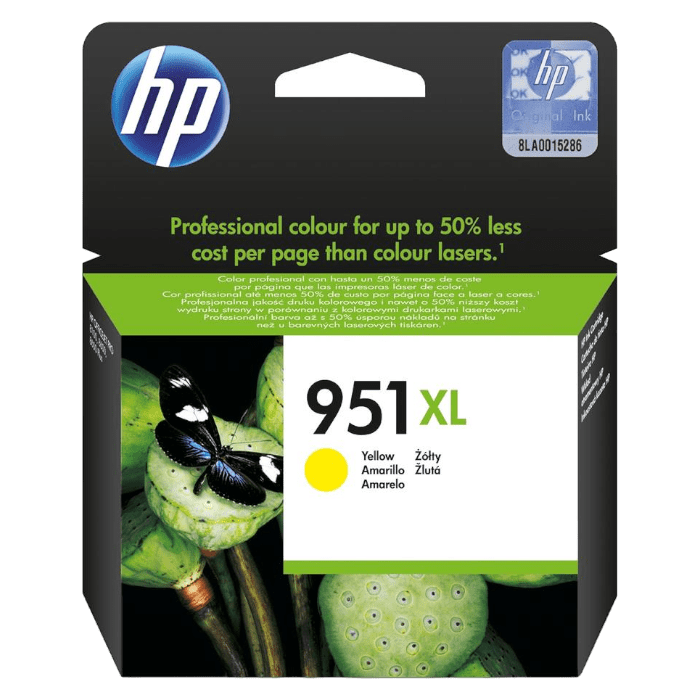 hp
hp
OK
OK
OK
Original Ink
8LA0015286
Professional colour for up to 50% less
cost per page than colour lasers.¹
Color profesional con hasta un 50% menos de coste
por página que las impresoras láser de color.¹
Cor profissional até menos 50% de custo por página face a laser a cores.¹
Profesjonalna jakość druku kolorowego i nawet o 50% niższy koszt
wydruku strony w porównaniu z kolorowymi drukarkami laserowymi.¹
Profesionální barva až s 50% úsporou nákladů na stránku
než u barevných laserových tiskáren.¹
951XL
Yellow Żółty
Amarillo Žlutá
Amarelo